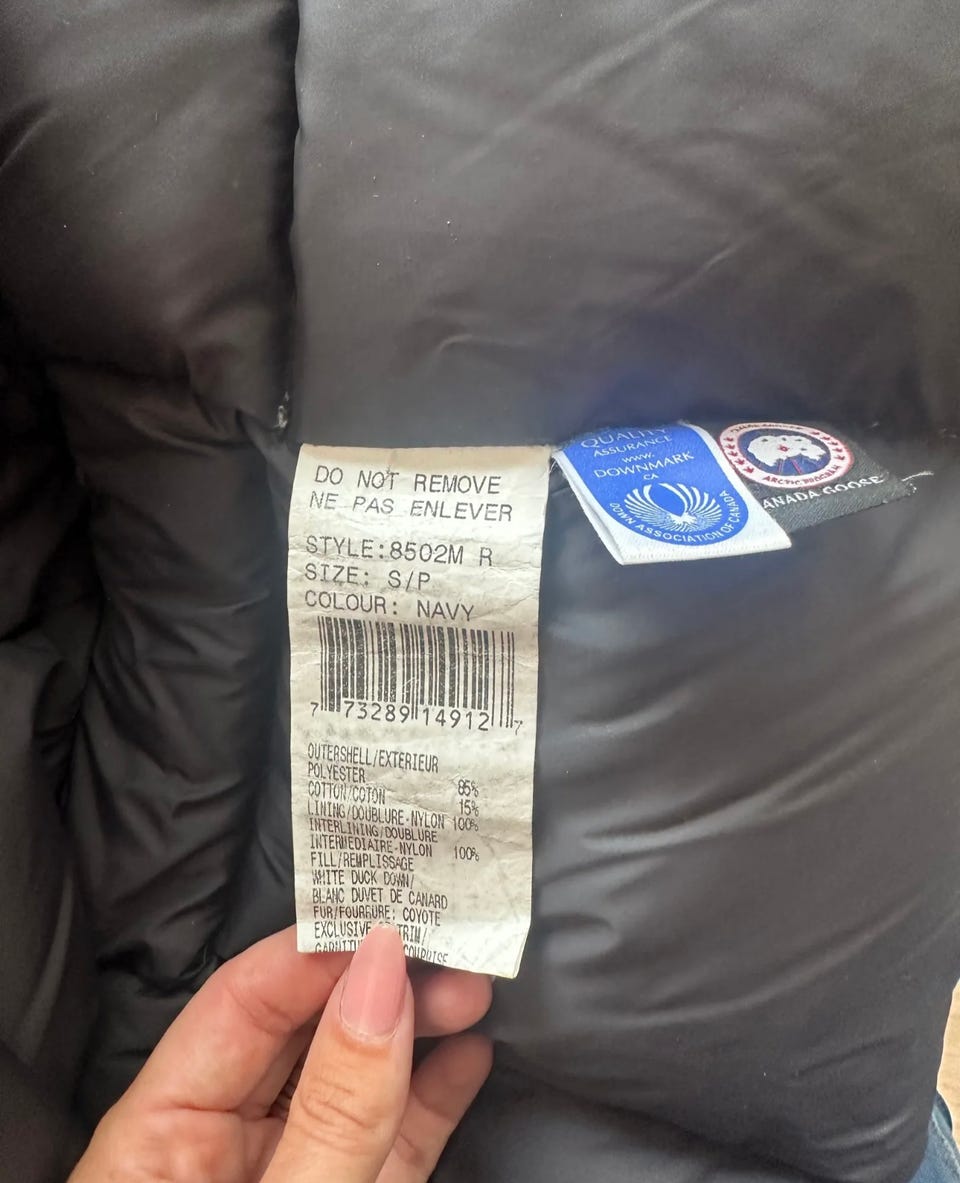 DO NOT REMOVE
NE PAS ENLEVER
STYLE:8502M R
SIZE: S/P
COLOUR: NAVY
7 73289 14912 7
OUTERSHELL/EXTERIEUR
POLYESTER 85%
COTTON/COTON 15%
LINING/DOUBLURE-NYLON 100%
INTERLINING/DOUBLURE
INTERMEDIAIRE-NYLON 100%
FILL/REMPLISSAGE
WHITE DUCK DOWN/
BLANC DUVET DE CANARD
FUR/FOURRURE: COYOTE
EXCLUSIVE TRIM/
QUALITY
ASSURANCE
www.
DOWNMARK
CA
DOWN ASSOCIATION OF CANADA
ARCTIC PROGRAM
CANADA GOOSE